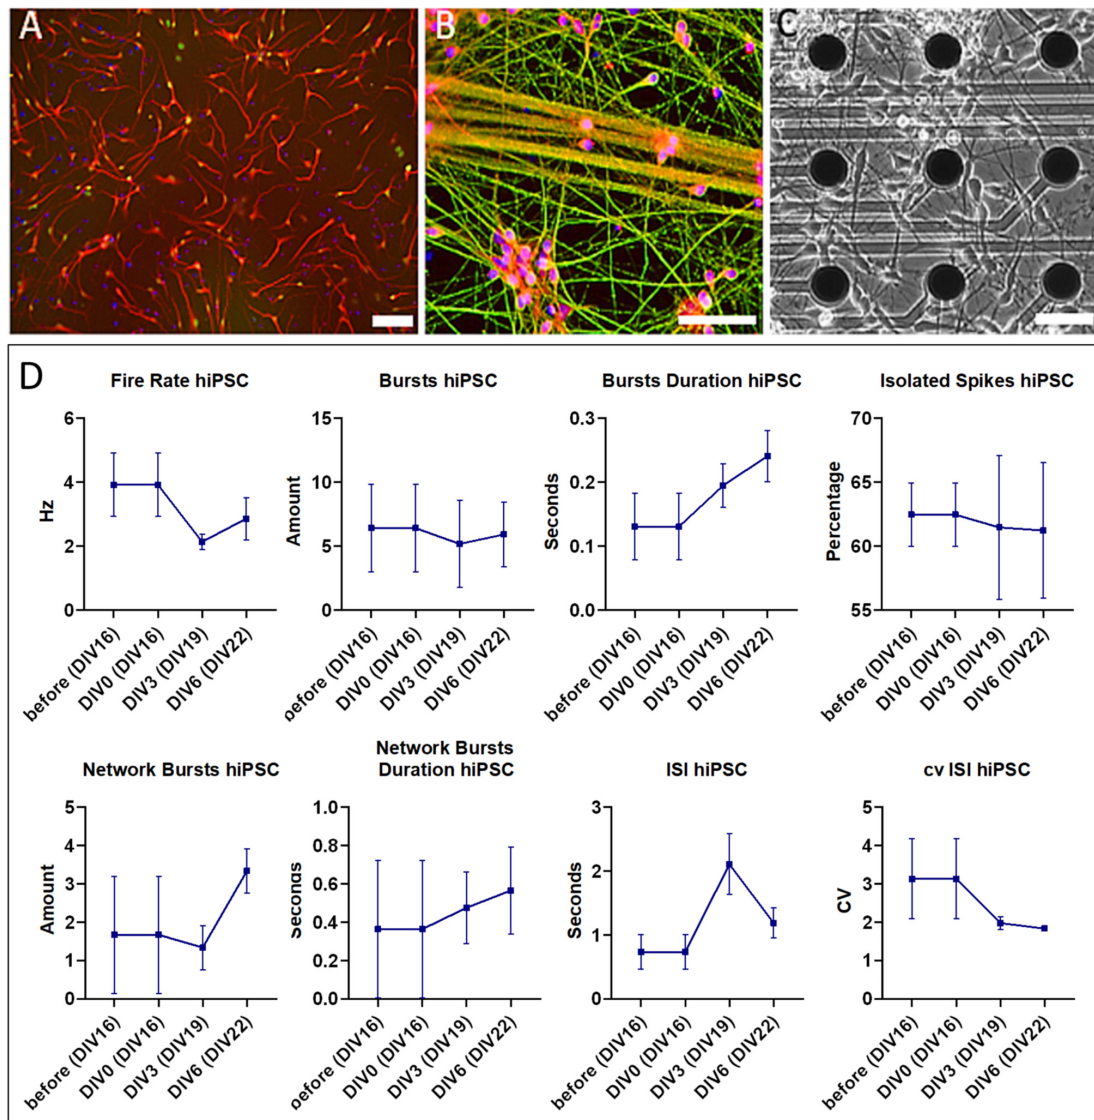 A
B
C
D
Fire Rate hiPSC
6
4
2
0
Hz
before (DIV16)
DIV0 (DIV16)
DIV3 (DIV19)
DIV6 (DIV22)
Bursts hiPSC
15
10
5
0
Amount
before (DIV16)
DIV0 (DIV16)
DIV3 (DIV19)
DIV6 (DIV22)
Bursts Duration hiPSC
0.3
0.2
0.1
0.0
Seconds
before (DIV16)
DIV0 (DIV16)
DIV3 (DIV19)
DIV6 (DIV22)
Isolated Spikes hiPSC
70
65
60
55
Percentage
before (DIV16)
DIV0 (DIV16)
DIV3 (DIV19)
DIV6 (DIV22)
Network Bursts hiPSC
5
4
3
2
1
0
Amount
before (DIV16)
DIV0 (DIV16)
DIV3 (DIV19)
DIV6 (DIV22)
Network Bursts
Duration hiPSC
1.0
0.8
0.6
0.4
0.2
0.0
Seconds
before (DIV16)
DIV0 (DIV16)
DIV3 (DIV19)
DIV6 (DIV22)
ISI hiPSC
3
2
1
0
Seconds
before (DIV16)
DIV0 (DIV16)
DIV3 (DIV19)
DIV6 (DIV22)
cv ISI hiPSC
5
4
3
2
1
0
CV
before (DIV16)
DIV0 (DIV16)
DIV3 (DIV19)
DIV6 (DIV22)